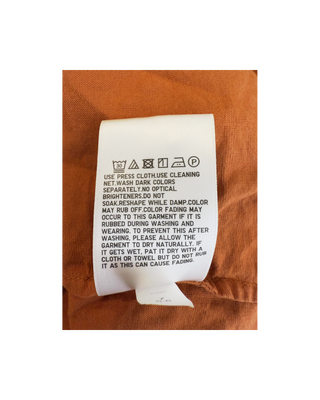 30 P
USE PRESS CLOTH.USE CLEANING
NET.WASH DARK COLORS
SEPARATELY.NO OPTICAL
BRIGHTENERS.DO NOT
SOAK.RESHAPE WHILE DAMP.COLOR
MAY RUB OFF.COLOR FADING MAY
OCCUR TO THIS GARMENT IF IT IS
RUBBED DURING WASHING AND
WEARING. TO PREVENT THIS AFTER
WASHING, PLEASE ALLOW THE
GARMENT TO DRY NATURALLY. IF
IT GETS WET, PAT IT DRY WITH A
CLOTH OR TOWEL BUT DO NOT RUB
IT AS THIS CAN CAUSE FADING.